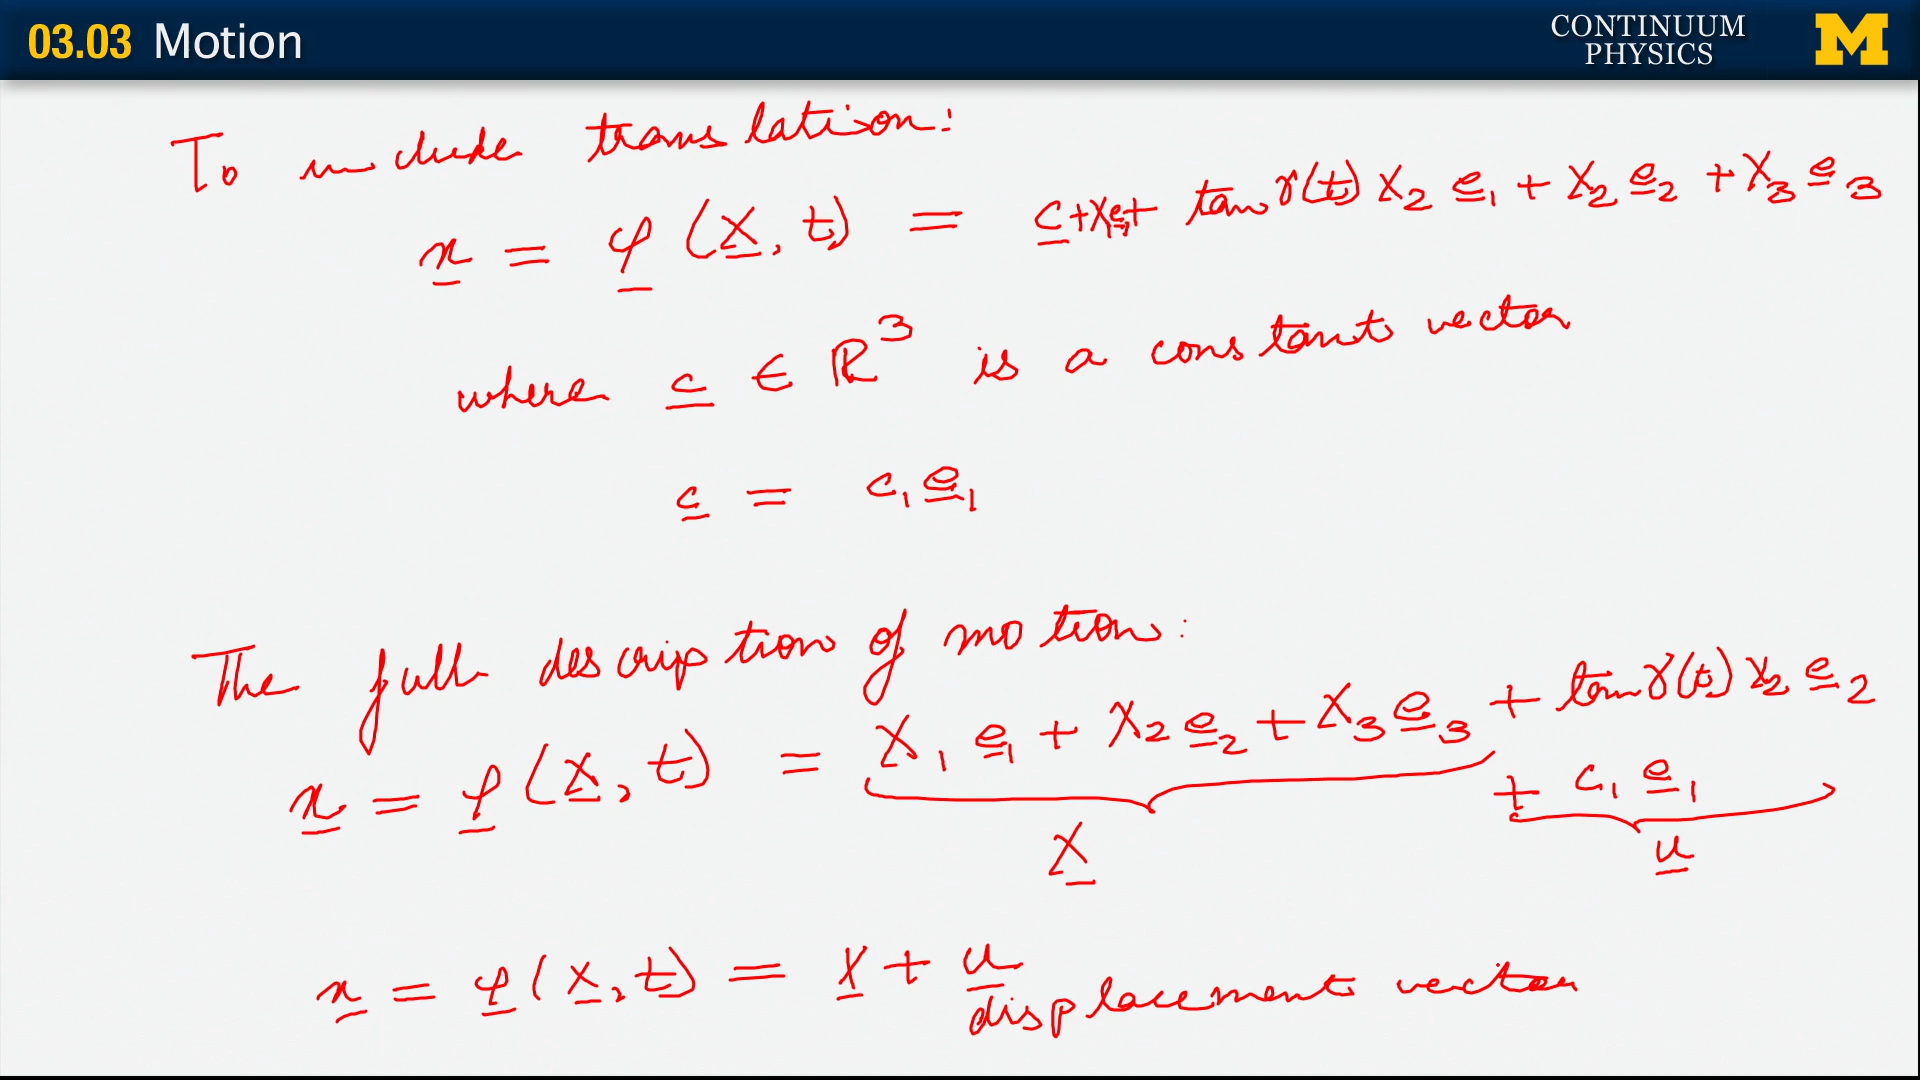 03.03 Motion
CONTINUUM PHYSICS M
To include translation:
x = φ (X, t) = c + X₁e₁ + tan γ(t) X₂ e₁ + X₂ e₂ + X₃ e₃
where c ∈ ℝ³ is a constant vector
c = c₁ e₁
The full description of motion:
x = φ (X, t) = X₁ e₁ + X₂ e₂ + X₃ e₃ + tan γ(t) X₂ e₂
+ c₁ e₁
X u
x = φ (X, t) = X + u
displacement vector